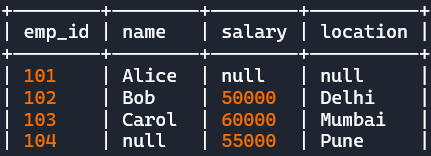 +--------+--------+--------+----------+
| emp_id | name | salary | location |
+--------+--------+--------+----------+
| 101 | Alice | null | null |
| 102 | Bob | 50000 | Delhi |
| 103 | Carol | 60000 | Mumbai |
| 104 | null | 55000 | Pune |